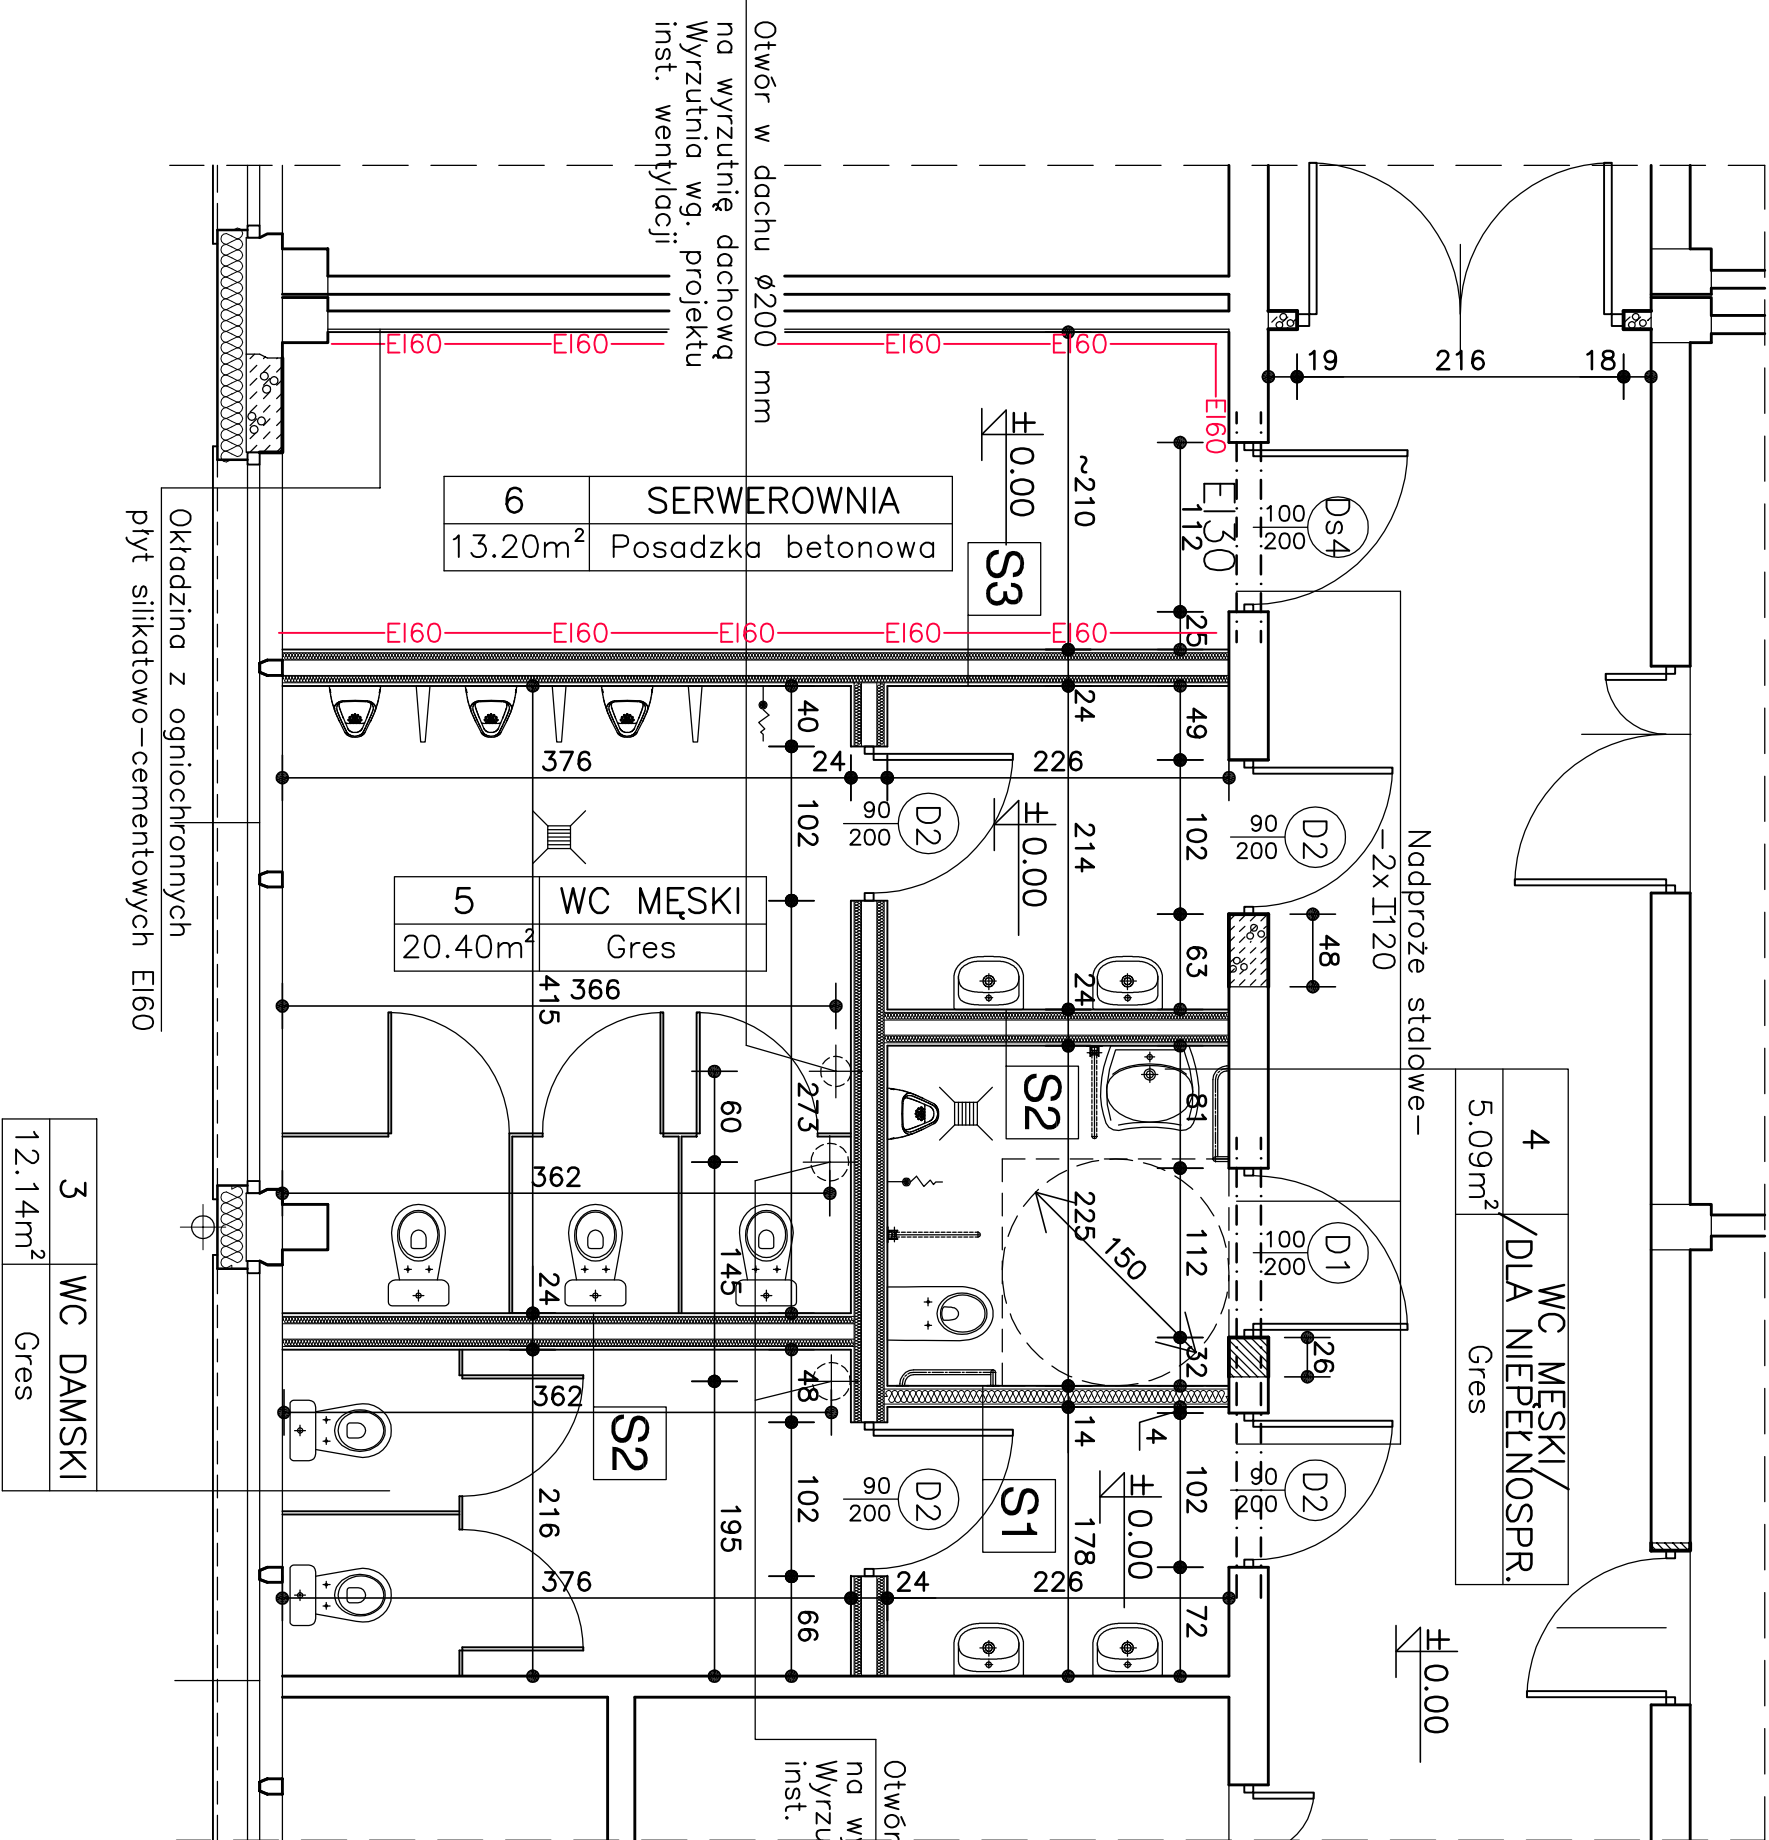 Otwór w dachu ø200 mm
na wyrzutnię dachową
Wyrzutnia wg. projektu
inst. wentylacji
19
216
18
EI60
EI60
EI60
EI60
EI60
±0.00
~210
112
EI30
100
200
Ds4
6
SERWEROWNIA
13.20m²
Posadzka betonowa
S3
EI60
EI60
EI60
EI60
EI60
25
Okładzina z ogniochronnych
płyt silikatowo-cementowych EI60
40
24
49
376
24
226
102
90
200
D2
±0.00
214
102
90
200
D2
Nadproże stalowe-
-2xI120
5
WC MĘSKI
20.40m²
Gres
415
366
24
63
48
S2
81
273
60
362
145
24
225
150
112
100
200
D1
32
26
4
WC MĘSKI/
/DLA NIEPEŁNOSPR.
5.09m²
Gres
3
WC DAMSKI
12.14m²
Gres
S2
362
48
14
4
S1
±0.00
216
195
102
90
200
D2
178
102
90
200
D2
376
24
226
66
72
±0.00
Otwór
na
Wyrzu
inst.